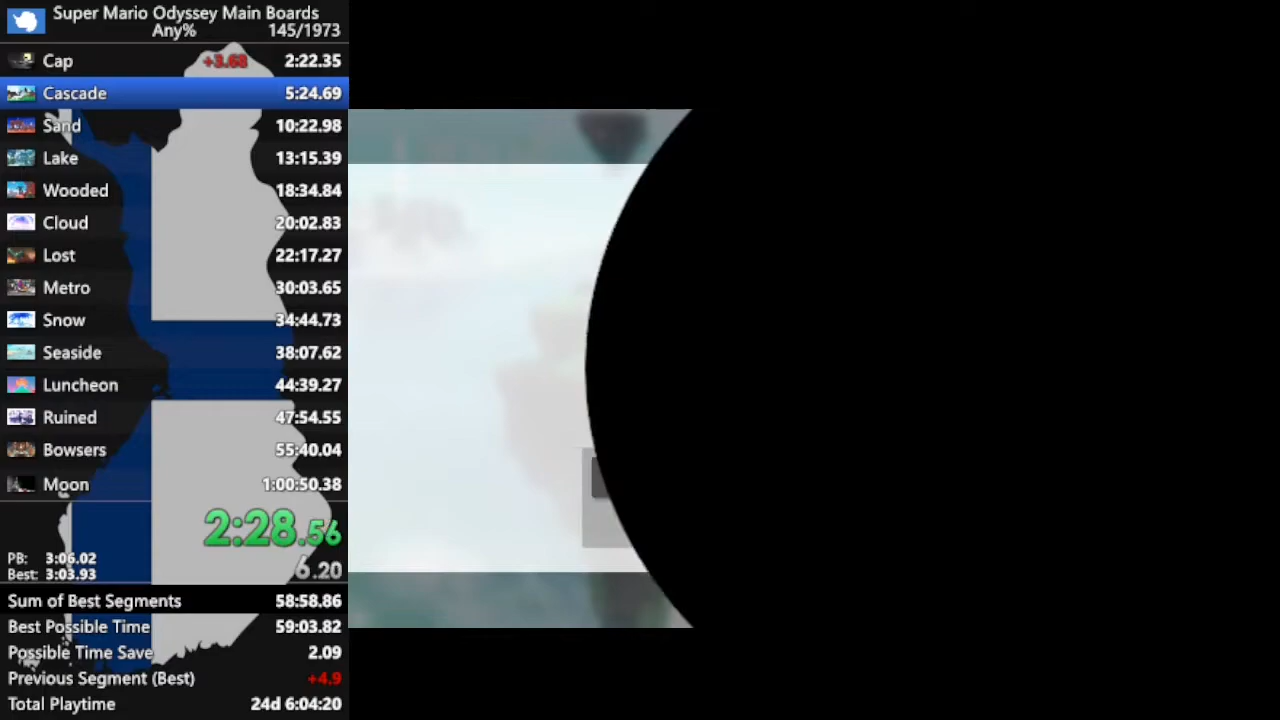 Super Mario Odyssey Main Boards
Any% 145/1973
Cap +3.68 2:22.35
Cascade 5:24.69
Sand 10:22.98
Lake 13:15.39
Wooded 18:34.84
Cloud 20:02.83
Lost 22:17.27
Metro 30:03.65
Snow 34:44.73
Seaside 38:07.62
Luncheon 44:39.27
Ruined 47:54.55
Bowsers 55:40.04
Moon 1:00:50.38
2:28.56
PB: 3:06.02
Best: 3:03.93 6.20
Sum of Best Segments 58:58.86
Best Possible Time 59:03.82
Possible Time Save 2.09
Previous Segment (Best) +4.9
Total Playtime 24d 6:04:20